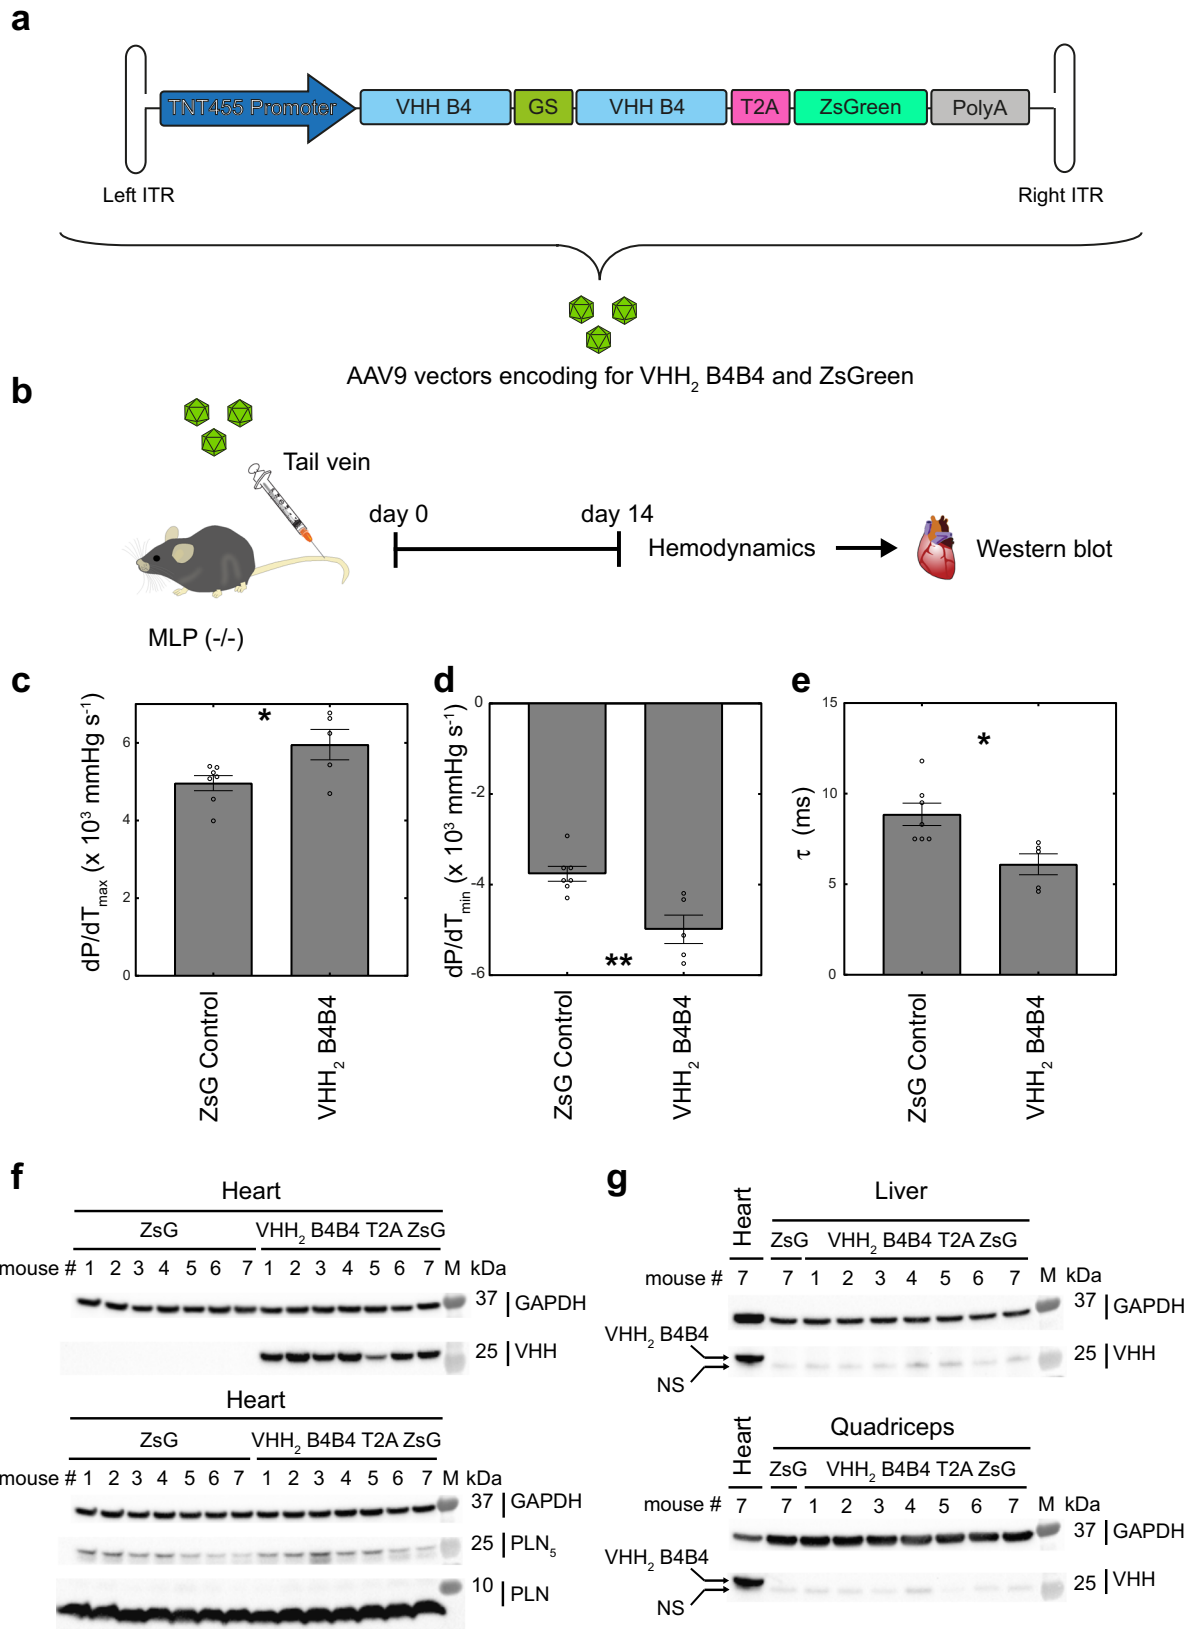 a
TNT455 Promoter VHH B4 GS VHH B4 T2A ZsGreen PolyA
Left ITR Right ITR
AAV9 vectors encoding for VHH₂ B4B4 and ZsGreen
b
Tail vein
day 0 day 14
Hemodynamics Western blot
MLP (-/-)
c
dP/dTmax (x 10³ mmHg s⁻¹)
6
4
2
0
*
ZsG Control
VHH₂ B4B4
d
dP/dTmin (x 10³ mmHg s⁻¹)
0
-2
-4
-6
**
ZsG Control
VHH₂ B4B4
e
τ (ms)
15
10
5
0
*
ZsG Control
VHH₂ B4B4
f
Heart
ZsG VHH₂ B4B4 T2A ZsG
mouse # 1 2 3 4 5 6 7 1 2 3 4 5 6 7 M kDa
37 GAPDH
25 VHH
Heart
ZsG VHH₂ B4B4 T2A ZsG
mouse # 1 2 3 4 5 6 7 1 2 3 4 5 6 7 M kDa
37 GAPDH
25 PLN₅
10 PLN
g
Heart
Liver
ZsG VHH₂ B4B4 T2A ZsG
mouse # 7 7 1 2 3 4 5 6 7 M kDa
37 GAPDH
VHH₂ B4B4
25 VHH
NS
Heart
Quadriceps
ZsG VHH₂ B4B4 T2A ZsG
mouse # 7 7 1 2 3 4 5 6 7 M kDa
37 GAPDH
VHH₂ B4B4
25 VHH
NS